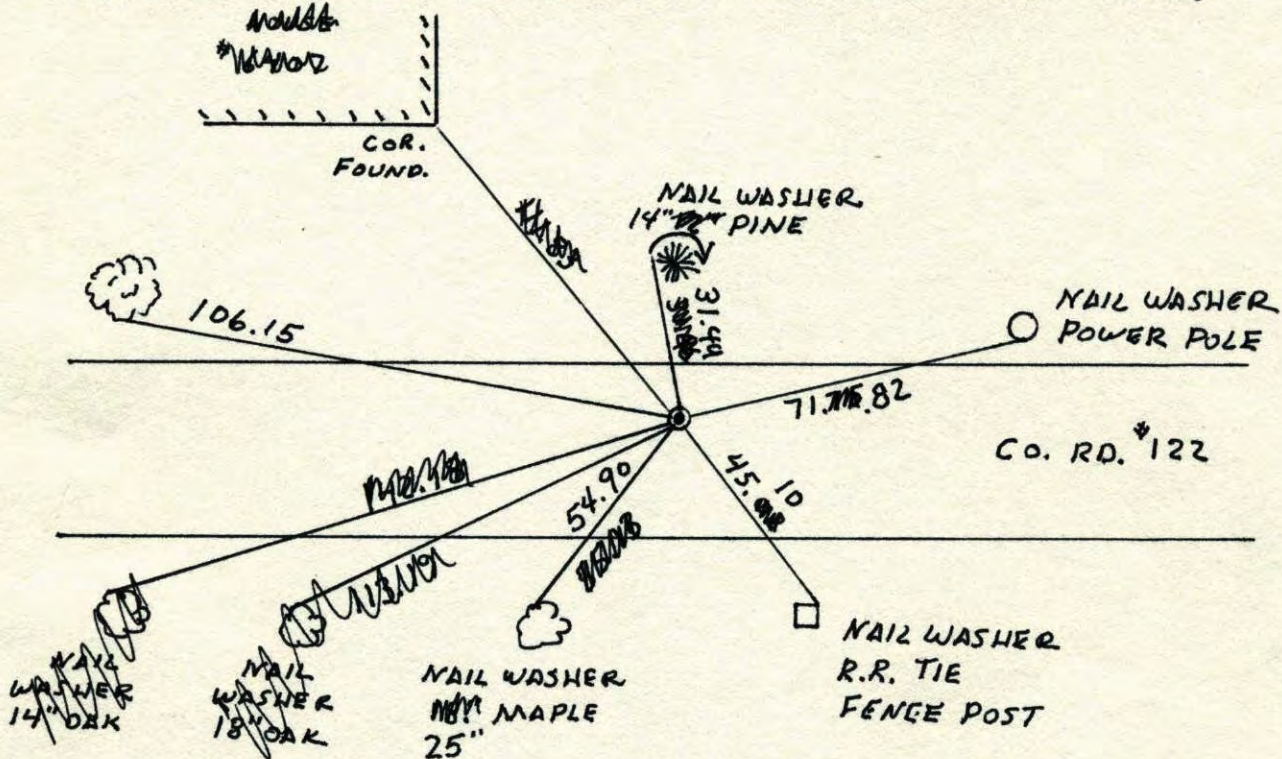 COR.
FOUND.
NAIL WASHER
14" PINE
31.49
106.15
NAIL WASHER
POWER POLE
71.82
CO. RD. #122
54.90
45.10
NAIL
WASHER
14" OAK
NAIL
WASHER
18" OAK
NAIL WASHER
MAPLE
25"
NAIL WASHER
R.R. TIE
FENCE POST